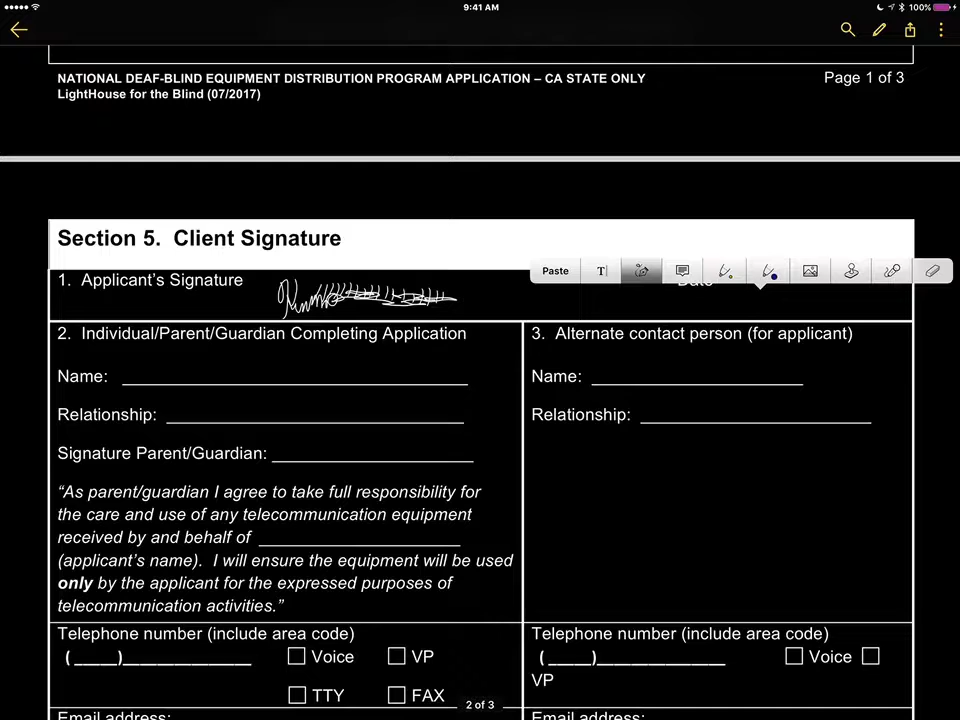 9:41 AM
100%
NATIONAL DEAF-BLIND EQUIPMENT DISTRIBUTION PROGRAM APPLICATION – CA STATE ONLY
Page 1 of 3
LightHouse for the Blind (07/2017)
Section 5. Client Signature
Paste
T
1. Applicant's Signature
Date
2. Individual/Parent/Guardian Completing Application
Name:
Relationship:
Signature Parent/Guardian:
“As parent/guardian I agree to take full responsibility for
the care and use of any telecommunication equipment
received by and behalf of
(applicant's name). I will ensure the equipment will be used
only by the applicant for the expressed purposes of
telecommunication activities.”
Telephone number (include area code)
( _____)______________ Voice VP
TTY FAX
Email address:
3. Alternate contact person (for applicant)
Name:
Relationship:
Telephone number (include area code)
( _____)______________ Voice
VP
Email address:
2 of 3